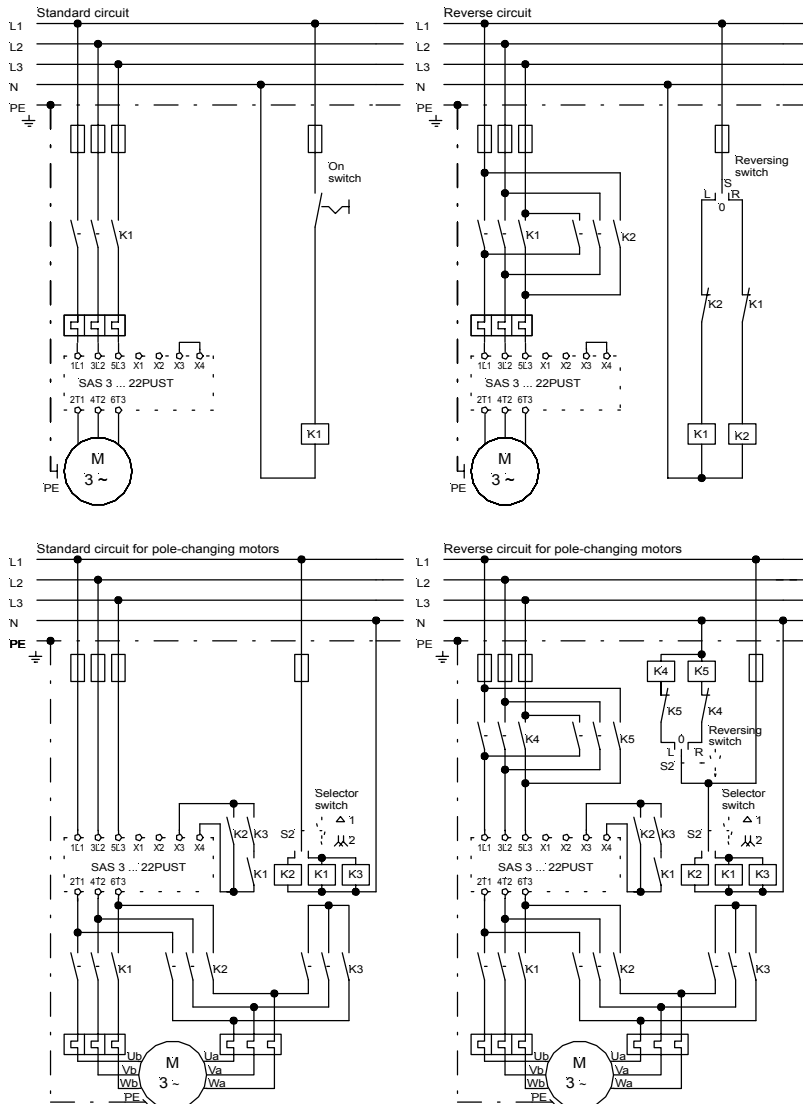 Standard circuit
L1
L2
L3
N
PE
On
switch
K1
1L1 3L2 5L3 X1 X2 X3 X4
SAS 3 ... 22PUST
2T1 4T2 6T3
K1
M
3 ~
PE
Reverse circuit
L1
L2
L3
N
PE
Reversing
switch
S
L R
0
K1 K2
K2 K1
1L1 3L2 5L3 X1 X2 X3 X4
SAS 3 ... 22PUST
2T1 4T2 6T3
K1 K2
M
3 ~
PE
Standard circuit for pole-changing motors
L1
L2
L3
N
PE
Selector
switch
1
S2
2
K2 K3
1L1 3L2 5L3 X1 X2 X3 X4
SAS 3 ... 22PUST
K1
K2 K1 K3
2T1 4T2 6T3
K1 K2 K3
Ub Ua
M
Vb Va
3 ~
Wb Wa
PE
Reverse circuit for pole-changing motors
L1
L2
L3
N
PE
K4 K5
K5 K4
K4 K5
0
L R
Reversing
switch
S2
Selector
switch
1
S2
2
K2 K3
1L1 3L2 5L3 X1 X2 X3 X4
SAS 3 ... 22PUST
K1
K2 K1 K3
2T1 4T2 6T3
K1 K2 K3
Ub Ua
M
Vb Va
3 ~
Wb Wa
PE